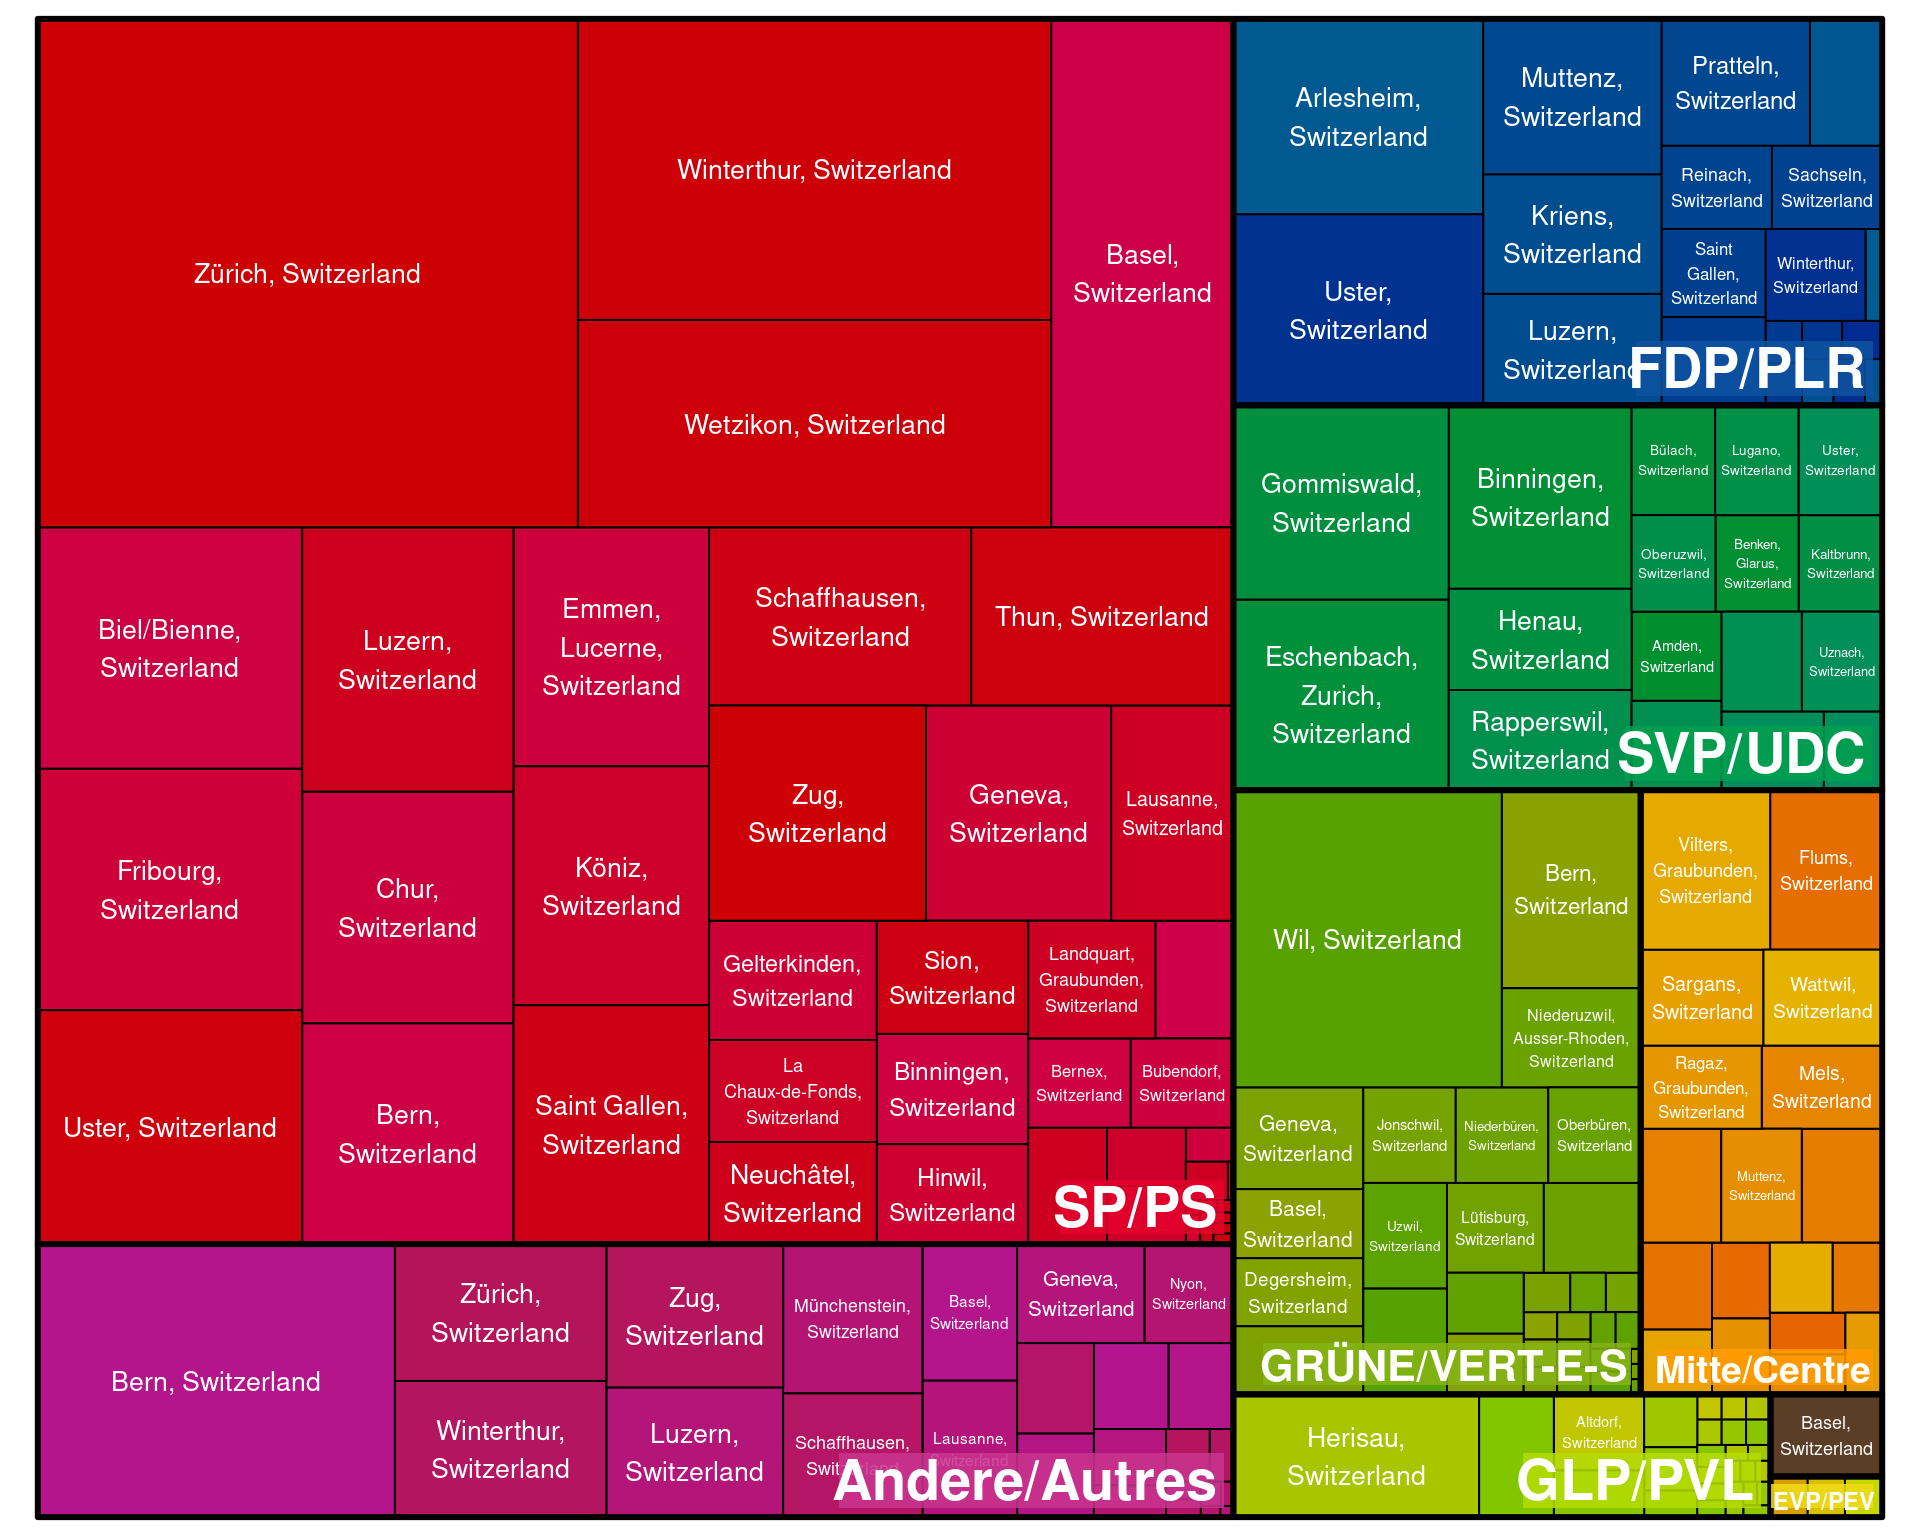 Zürich, Switzerland
Winterthur, Switzerland
Wetzikon, Switzerland
Basel,
Switzerland
Biel/Bienne,
Switzerland
Fribourg,
Switzerland
Uster, Switzerland
Luzern,
Switzerland
Chur,
Switzerland
Bern,
Switzerland
Emmen,
Lucerne,
Switzerland
Köniz,
Switzerland
Saint Gallen,
Switzerland
Schaffhausen,
Switzerland
Thun, Switzerland
Zug,
Switzerland
Geneva,
Switzerland
Lausanne,
Switzerland
Gelterkinden,
Switzerland
La
Chaux-de-Fonds,
Switzerland
Neuchâtel,
Switzerland
Sion,
Switzerland
Binningen,
Switzerland
Hinwil,
Switzerland
Landquart,
Graubunden,
Switzerland
Bernex,
Switzerland
Bubendorf,
Switzerland
SP/PS
Bern, Switzerland
Zürich,
Switzerland
Winterthur,
Switzerland
Zug,
Switzerland
Luzern,
Switzerland
Münchenstein,
Switzerland
Schaffhausen,
Switzerland
Basel,
Switzerland
Lausanne,
Switzerland
Geneva,
Switzerland
Nyon,
Switzerland
Andere/Autres
Arlesheim,
Switzerland
Uster,
Switzerland
Muttenz,
Switzerland
Kriens,
Switzerland
Luzern,
Switzerland
Pratteln,
Switzerland
Reinach,
Switzerland
Sachseln,
Switzerland
Saint
Gallen,
Switzerland
Winterthur,
Switzerland
FDP/PLR
Gommiswald,
Switzerland
Eschenbach,
Zurich,
Switzerland
Binningen,
Switzerland
Henau,
Switzerland
Rapperswil,
Switzerland
Bülach,
Switzerland
Lugano,
Switzerland
Uster,
Switzerland
Oberuzwil,
Switzerland
Benken,
Glarus,
Switzerland
Kaltbrunn,
Switzerland
Amden,
Switzerland
Uznach,
Switzerland
SVP/UDC
Wil, Switzerland
Bern,
Switzerland
Niederuzwil,
Ausser-Rhoden,
Switzerland
Geneva,
Switzerland
Basel,
Switzerland
Degersheim,
Switzerland
Jonschwil,
Switzerland
Niederbüren,
Switzerland
Oberbüren,
Switzerland
Uzwil,
Switzerland
Lütisburg,
Switzerland
GRÜNE/VERT-E-S
Vilters,
Graubunden,
Switzerland
Flums,
Switzerland
Sargans,
Switzerland
Wattwil,
Switzerland
Ragaz,
Graubunden,
Switzerland
Mels,
Switzerland
Muttenz,
Switzerland
Mitte/Centre
Herisau,
Switzerland
Altdorf,
Switzerland
GLP/PVL
Basel,
Switzerland
EVP/PEV